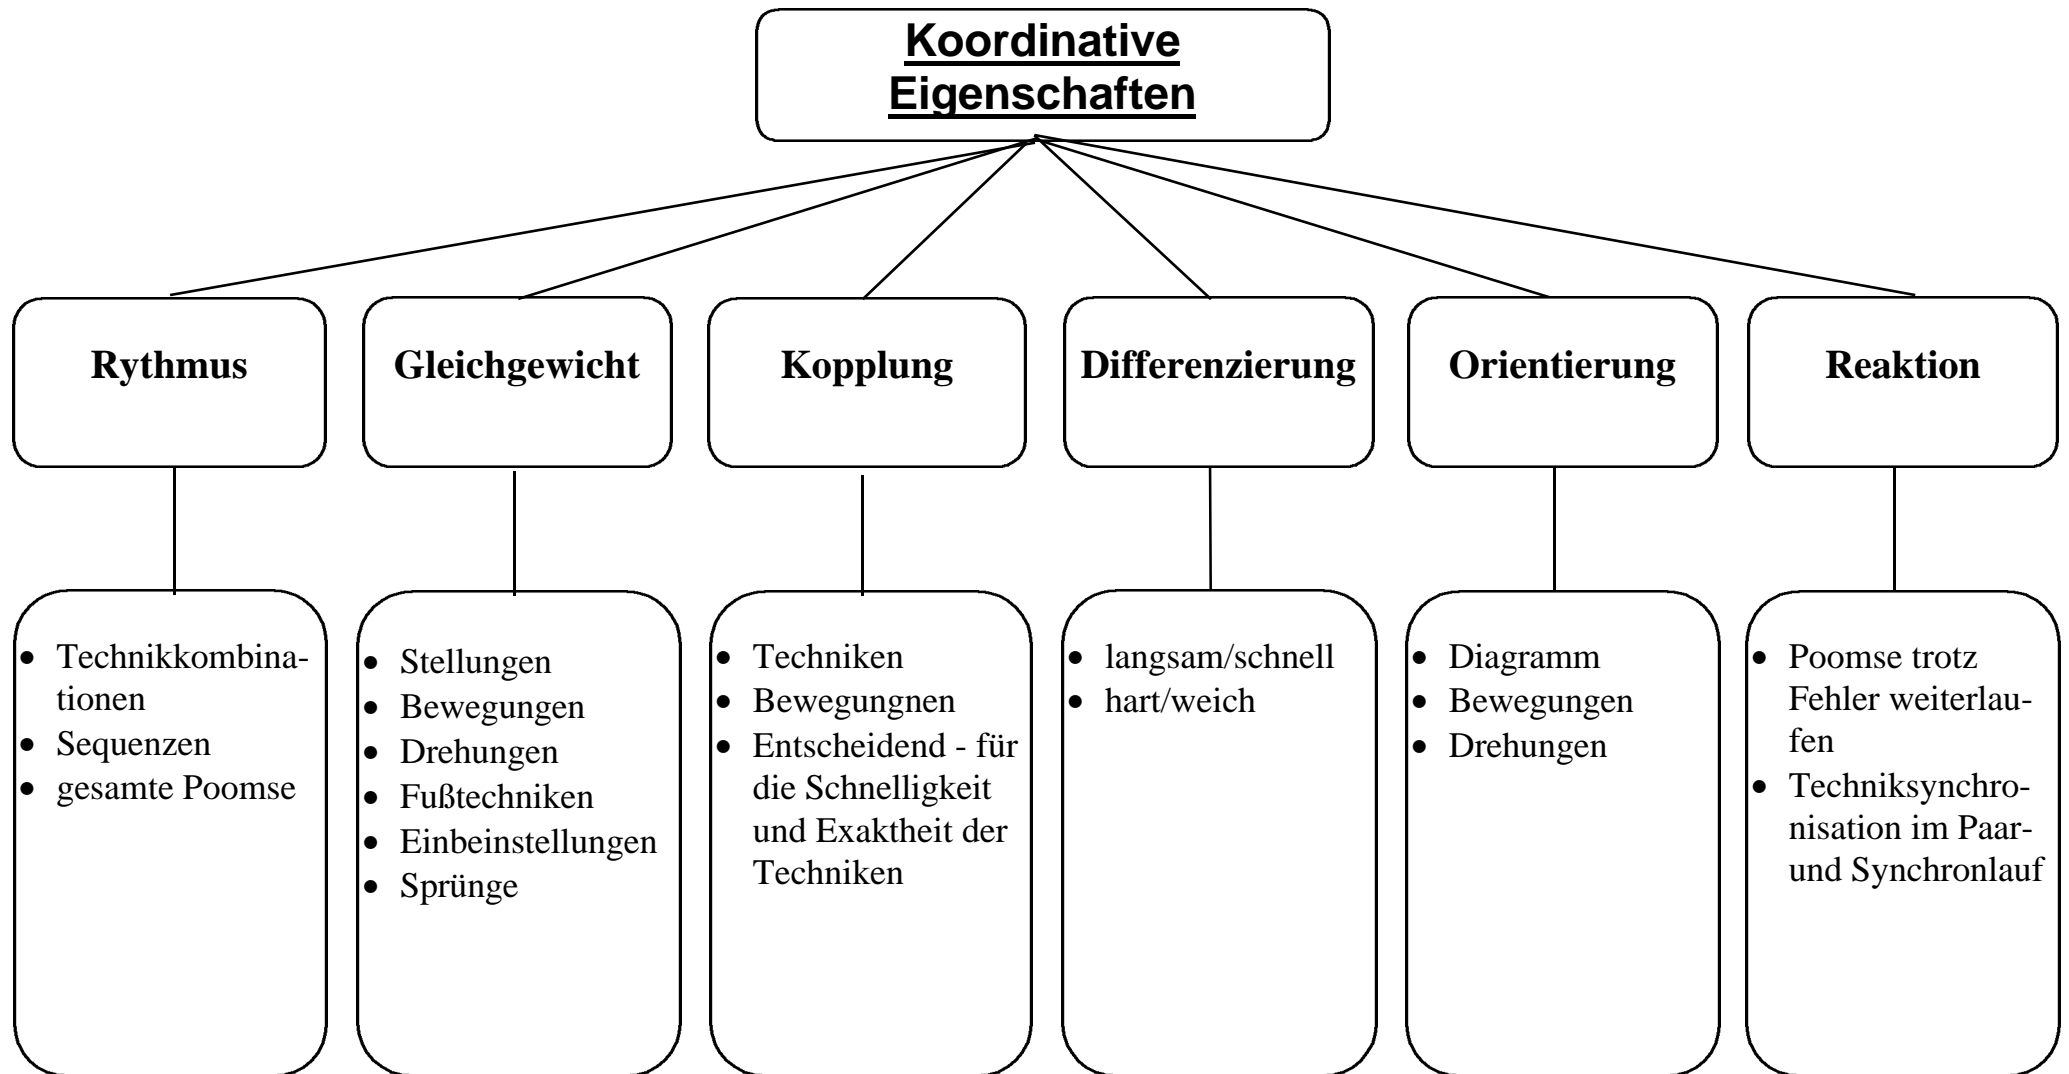 Koordinative
Eigenschaften
Rythmus
Gleichgewicht
Kopplung
Differenzierung
Orientierung
Reaktion
• Technikkombina-
tionen
• Sequenzen
• gesamte Poomse
• Stellungen
• Bewegungen
• Drehungen
• Fußtechniken
• Einbeinstellungen
• Sprünge
• Techniken
• Bewegungnen
• Entscheidend - für
die Schnelligkeit
und Exaktheit der
Techniken
• langsam/schnell
• hart/weich
• Diagramm
• Bewegungen
• Drehungen
• Poomse trotz
Fehler weiterlau-
fen
• Techniksynchro-
nisation im Paar-
und Synchronlauf